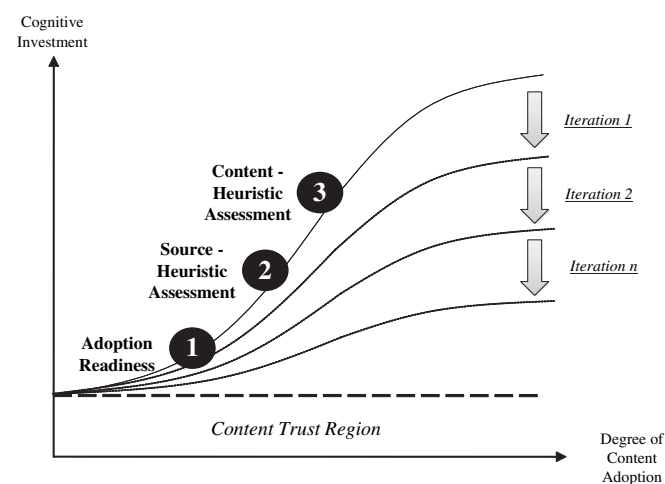 Cognitive
Investment
Iteration 1
Content -
Heuristic
Assessment
3
Iteration 2
Source -
Heuristic
Assessment
2
Iteration n
Adoption
Readiness
1
Content Trust Region
Degree of
Content
Adoption